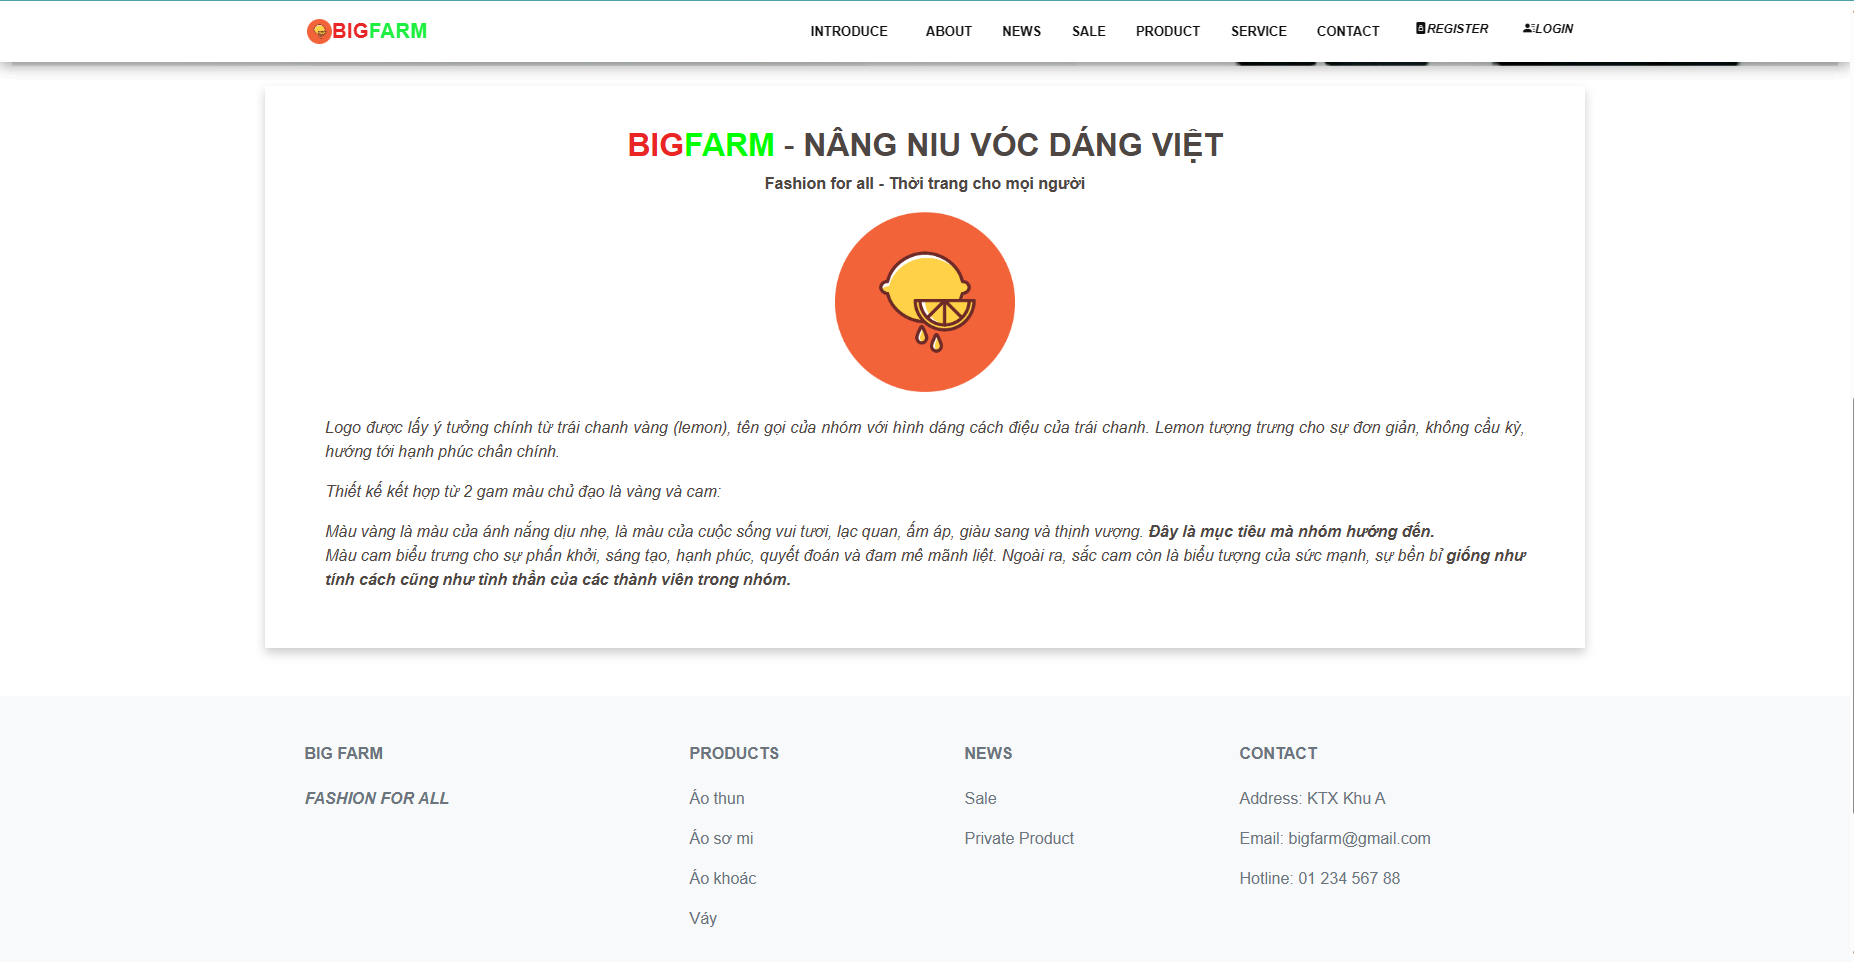 BIGFARM INTRODUCE ABOUT NEWS SALE PRODUCT SERVICE CONTACT REGISTER LOGIN
BIGFARM - NÂNG NIU VÓC DÁNG VIỆT
Fashion for all - Thời trang cho mọi người
Logo được lấy ý tưởng chính từ trái chanh vàng (lemon), tên gọi của nhóm với hình dáng cách điệu của trái chanh. Lemon tượng trưng cho sự đơn giản, không cầu kỳ,
hướng tới hạnh phúc chân chính.
Thiết kế kết hợp từ 2 gam màu chủ đạo là vàng và cam:
Màu vàng là màu của ánh nắng dịu nhẹ, là màu của cuộc sống vui tươi, lạc quan, ấm áp, giàu sang và thịnh vượng. Đây là mục tiêu mà nhóm hướng đến.
Màu cam biểu trưng cho sự phấn khởi, sáng tạo, hạnh phúc, quyết đoán và đam mê mãnh liệt. Ngoài ra, sắc cam còn là biểu tượng của sức mạnh, sự bền bỉ giống như
tính cách cũng như tinh thần của các thành viên trong nhóm.
BIG FARM
FASHION FOR ALL
PRODUCTS
Áo thun
Áo sơ mi
Áo khoác
Váy
NEWS
Sale
Private Product
CONTACT
Address: KTX Khu A
Email: bigfarm@gmail.com
Hotline: 01 234 567 88